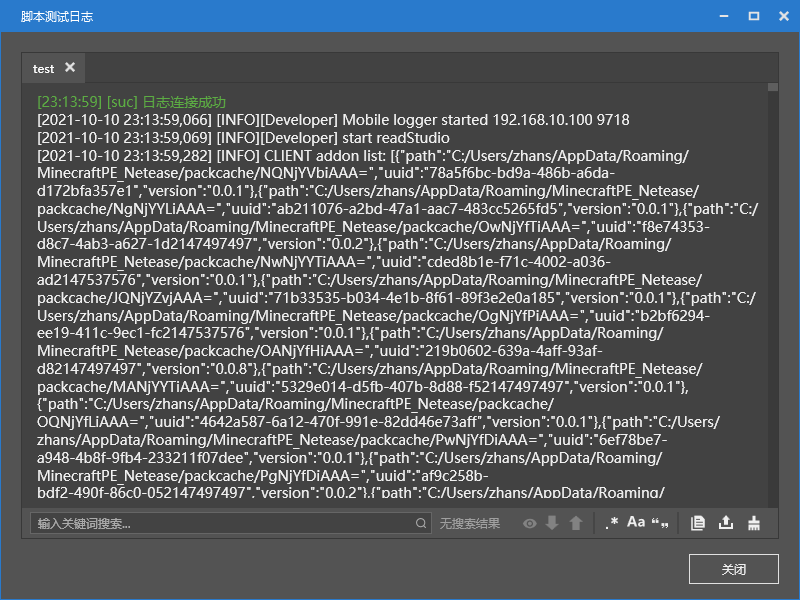 脚本测试日志
test
[23:13:59] [suc] 日志连接成功
[2021-10-10 23:13:59,066] [INFO][Developer] Mobile logger started 192.168.10.100 9718
[2021-10-10 23:13:59,069] [INFO][Developer] start readStudio
[2021-10-10 23:13:59,282] [INFO] CLIENT addon list: [{"path":"C:/Users/zhans/AppData/Roaming/
MinecraftPE_Netease/packcache/NQNjYVbiAAA=","uuid":"78a5f6bc-bd9a-486b-a6da-
d172bfa357e1","version":"0.0.1"},{"path":"C:/Users/zhans/AppData/Roaming/MinecraftPE_Netease/
packcache/NgNjYYLiAAA=","uuid":"ab211076-a2bd-47a1-aac7-483cc5265fd5","version":"0.0.1"},{"path":"C:/
Users/zhans/AppData/Roaming/MinecraftPE_Netease/packcache/OwNjYfTiAAA=","uuid":"f8e74353-
d8c7-4ab3-a627-1d2147497497","version":"0.0.2"},{"path":"C:/Users/zhans/AppData/Roaming/
MinecraftPE_Netease/packcache/NwNjYYTiAAA=","uuid":"cded8b1e-f71c-4002-a036-
ad2147537576","version":"0.0.1"},{"path":"C:/Users/zhans/AppData/Roaming/MinecraftPE_Netease/
packcache/JQNjYZvjAAA=","uuid":"71b33535-b034-4e1b-8f61-89f3e2e0a185","version":"0.0.1"},{"path":"C:/
Users/zhans/AppData/Roaming/MinecraftPE_Netease/packcache/OgNjYfPiAAA=","uuid":"b2bf6294-
ee19-411c-9ec1-fc2147537576","version":"0.0.1"},{"path":"C:/Users/zhans/AppData/Roaming/
MinecraftPE_Netease/packcache/OANjYfHiAAA=","uuid":"219b0602-639a-4aff-93af-
d82147497497","version":"0.0.8"},{"path":"C:/Users/zhans/AppData/Roaming/MinecraftPE_Netease/
packcache/MANjYYTiAAA=","uuid":"5329e014-d5fb-407b-8d88-f52147497497","version":"0.0.1"},
{"path":"C:/Users/zhans/AppData/Roaming/MinecraftPE_Netease/packcache/
OQNjYfLiAAA=","uuid":"4642a587-6a12-470f-991e-82dd46e73aff","version":"0.0.1"},{"path":"C:/Users/
zhans/AppData/Roaming/MinecraftPE_Netease/packcache/PwNjYfDiAAA=","uuid":"6ef78be7-
a948-4b8f-9fb4-233211f07dee","version":"0.0.1"},{"path":"C:/Users/zhans/AppData/Roaming/
MinecraftPE_Netease/packcache/PgNjYfDiAAA=","uuid":"af9c258b-
bdf2-490f-86c0-052147497497","version":"0.0.2"},{"path":"C:/Users/zhans/AppData/Roaming/
输入关键词搜索... 无搜索结果 .* Aa “„
关闭